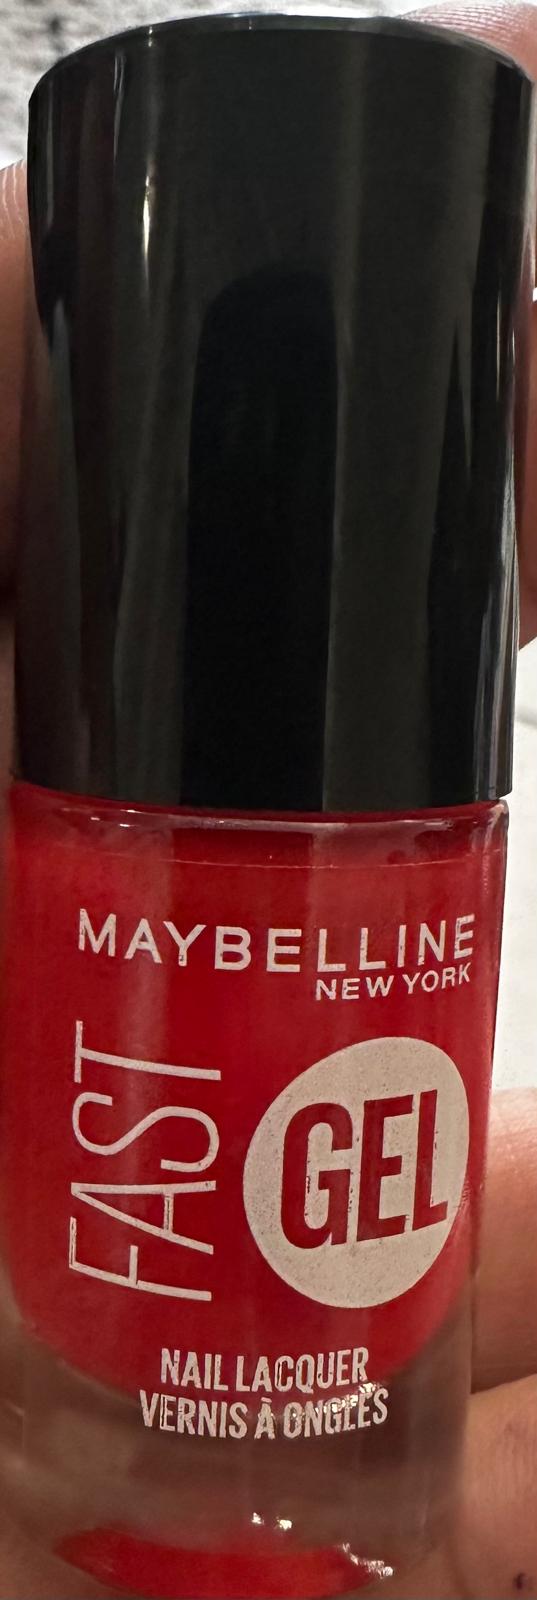 MAYBELLINE
NEW YORK
FAST
GEL
NAIL LACQUER
VERNIS À ONGLES